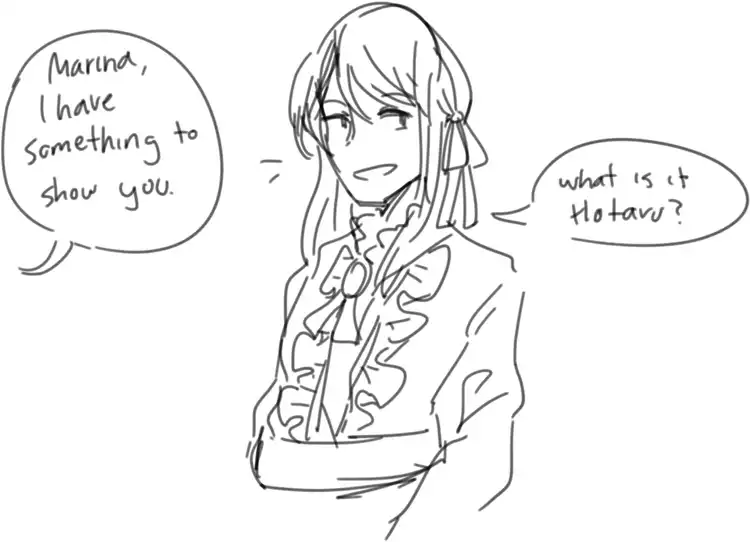 Marina,
I have
something to
show you.
what is it
Hotaru?